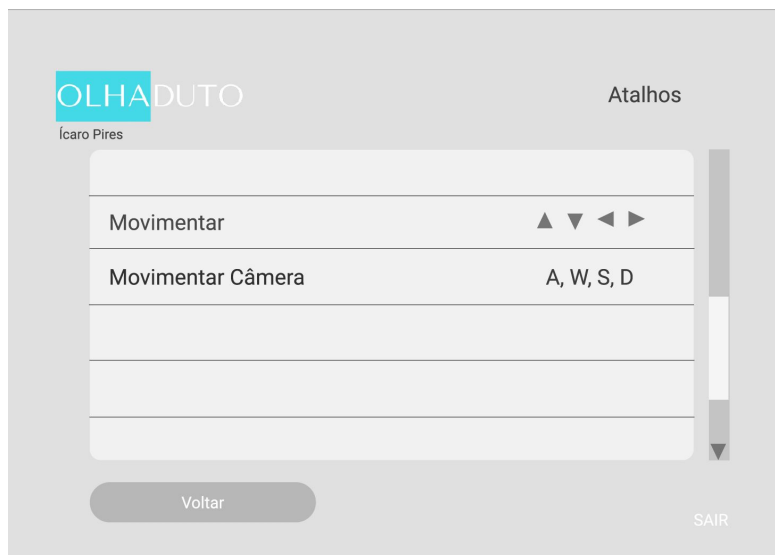 OLHADUTO
Atalhos
Ícaro Pires
Movimentar ▲ ▼ ◀ ▶
Movimentar Câmera A, W, S, D
Voltar
SAIR